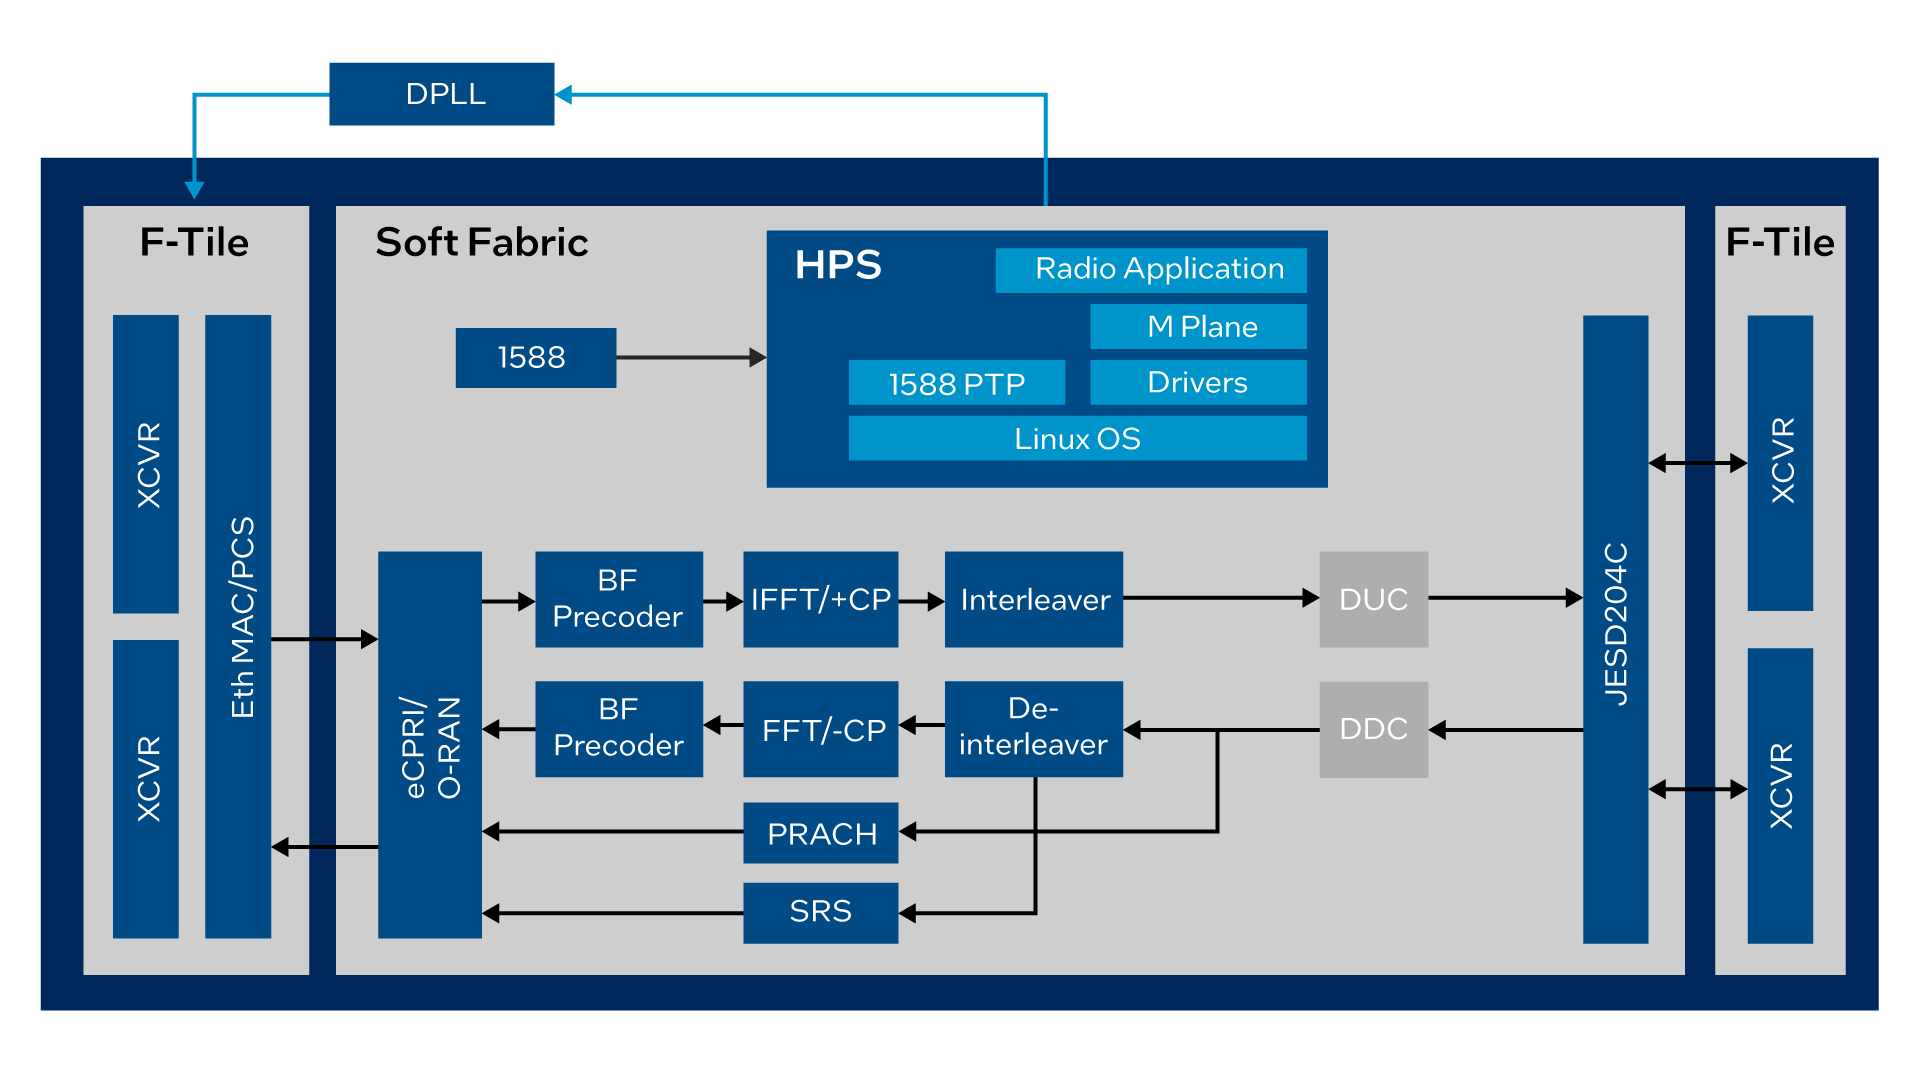 DPLL
F-Tile
Soft Fabric
F-Tile
HPS
Radio Application
M Plane
1588
1588 PTP
Drivers
Linux OS
XCVR
XCVR
Eth MAC/PCS
eCPRI/
O-RAN
BF
Precoder
IFFT/+CP
Interleaver
DUC
BF
Precoder
FFT/-CP
De-
interleaver
DDC
PRACH
SRS
JESD204C
XCVR
XCVR